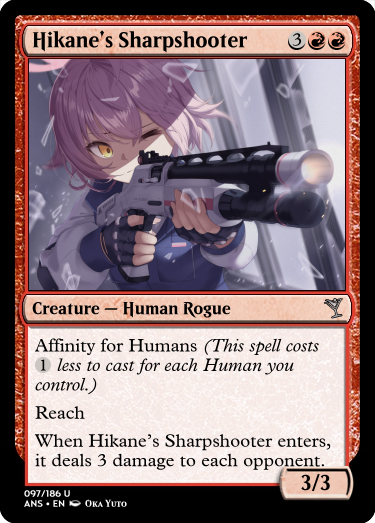 Hikane's Sharpshooter 3
Creature — Human Rogue
Affinity for Humans (This spell costs
1 less to cast for each Human you
control.)
Reach
When Hikane's Sharpshooter enters,
it deals 3 damage to each opponent.
3/3
097/186 U
ANS • EN Oka Yuto